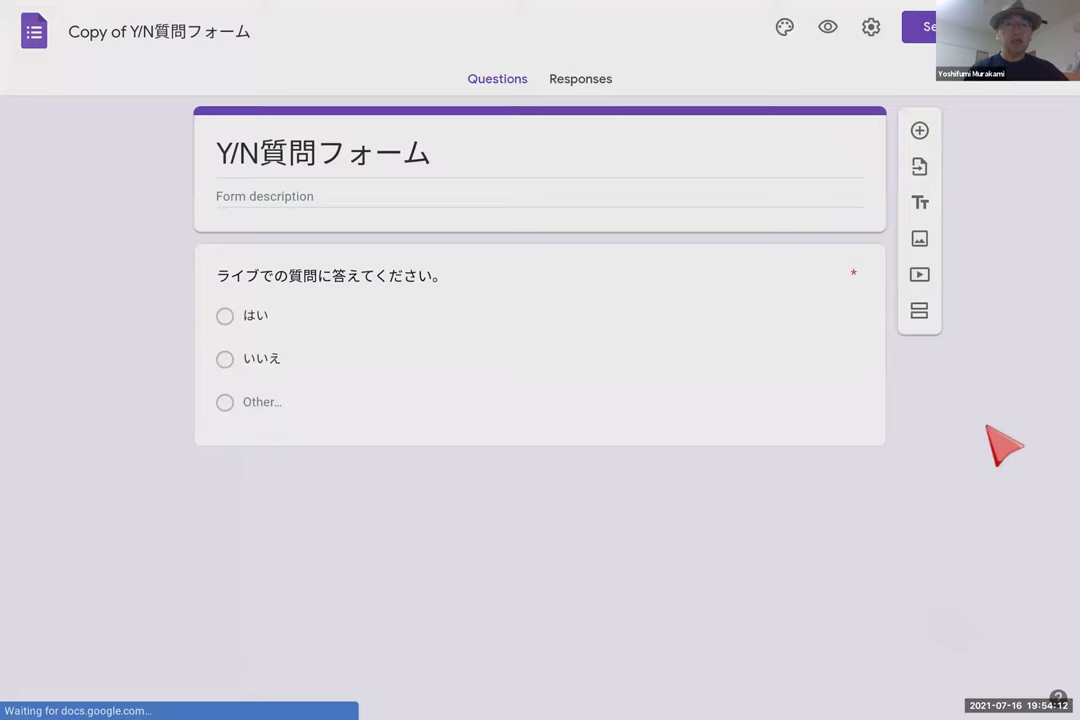 Copy of Y/N質問フォーム
Se
Yoshifumi Murakami
Questions
Responses
Y/N質問フォーム
Form description
ライブでの質問に答えてください。
*
はい
いいえ
Other...
Waiting for docs.google.com...
2021-07-16 19:54:12